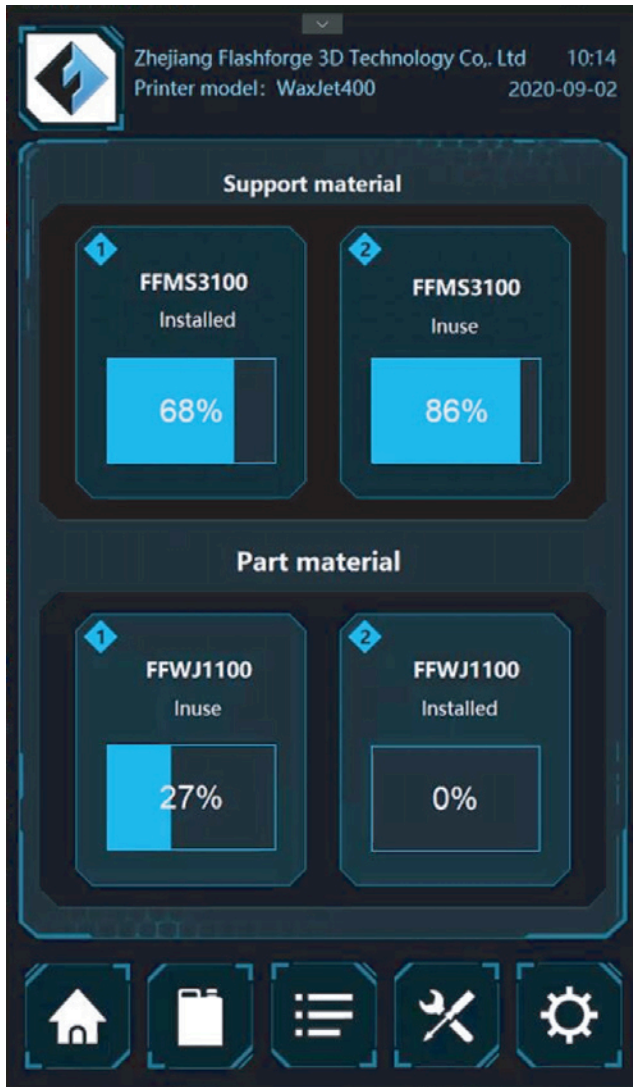 Zhejiang Flashforge 3D Technology Co,. Ltd 10:14
Printer model: WaxJet400 2020-09-02
Support material
1
FFMS3100
Installed
68%
2
FFMS3100
Inuse
86%
Part material
1
FFWJ1100
Inuse
27%
2
FFWJ1100
Installed
0%